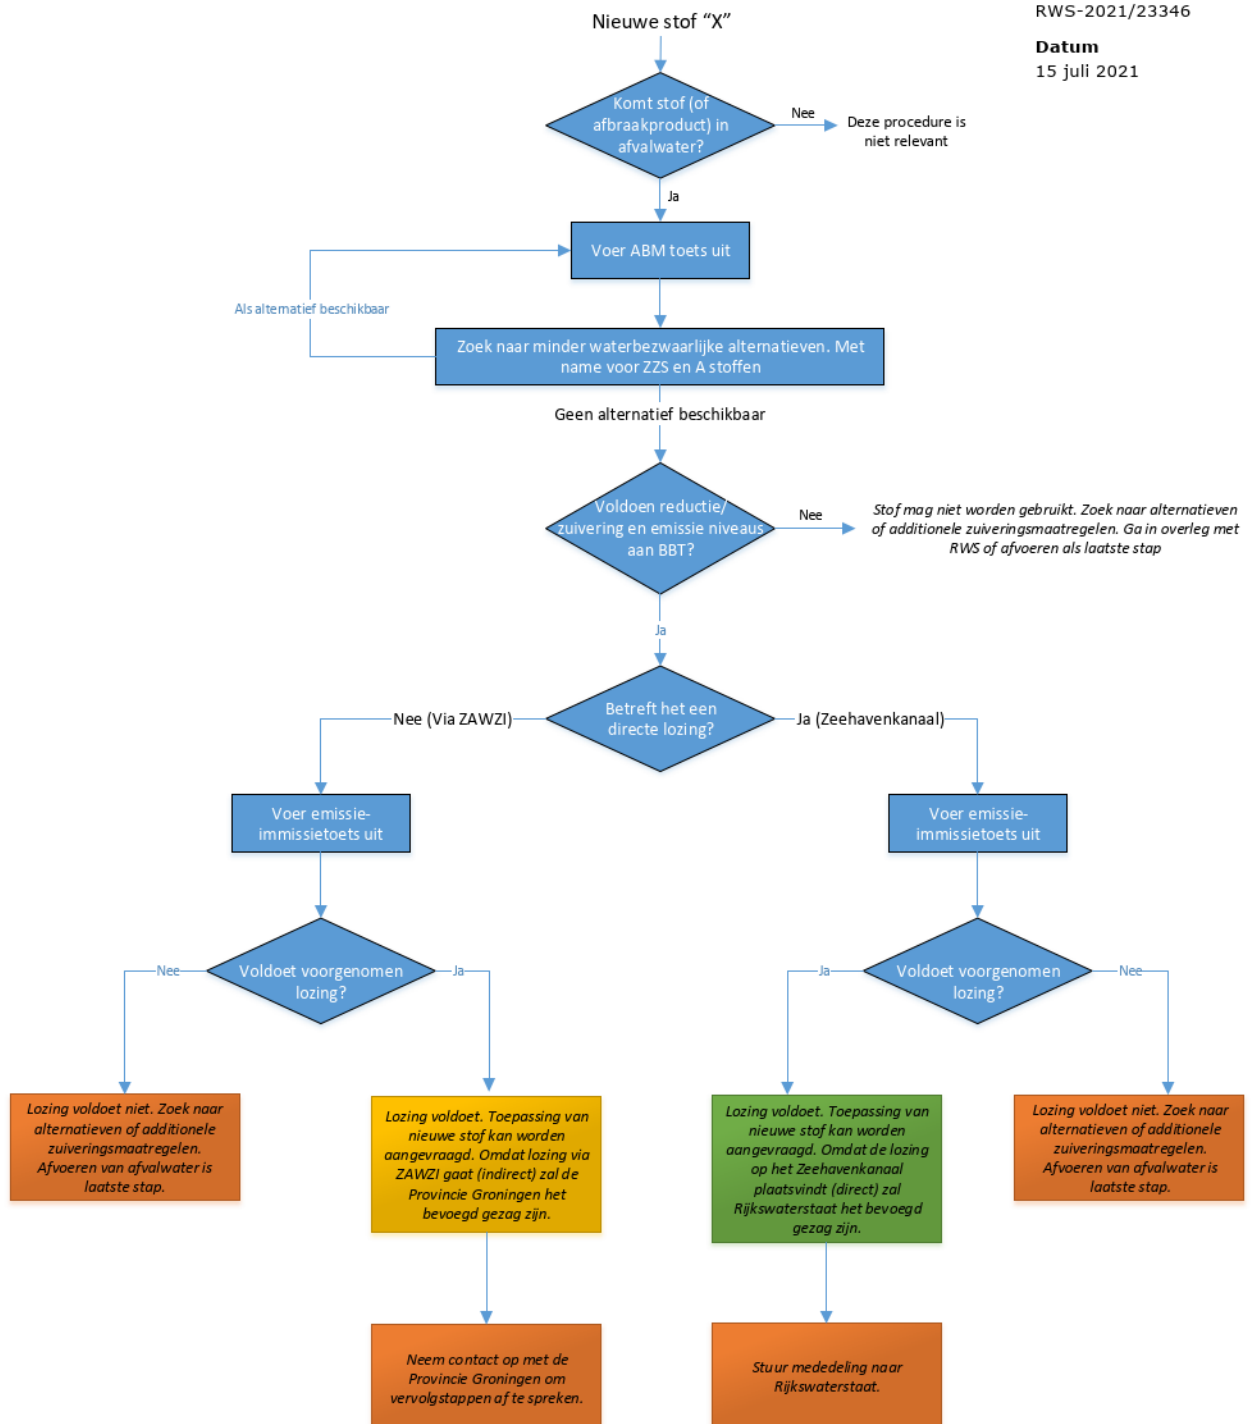 RWS-2021/23346
Datum
15 juli 2021
Nieuwe stof “X”
Komt stof (of
afbraakproduct) in
afvalwater?
Nee
Deze procedure is
niet relevant
Ja
Voer ABM toets uit
Als alternatief beschikbaar
Zoek naar minder waterbezwaarlijke alternatieven. Met
name voor ZZS en A stoffen
Geen alternatief beschikbaar
Voldoen reductie/
zuivering en emissie niveaus
aan BBT?
Nee
Stof mag niet worden gebruikt. Zoek naar alternatieven
of additionele zuiveringsmaatregelen. Ga in overleg met
RWS of afvoeren als laatste stap
Ja
Betreft het een
directe lozing?
Nee (Via ZAWZI)
Ja (Zeehavenkanaal)
Voer emissie-
immissietoets uit
Voer emissie-
immissietoets uit
Voldoet voorgenomen
lozing?
Nee
Ja
Voldoet voorgenomen
lozing?
Ja
Nee
Lozing voldoet niet. Zoek naar
alternatieven of additionele
zuiveringsmaatregelen.
Afvoeren van afvalwater is
laatste stap.
Lozing voldoet. Toepassing van
nieuwe stof kan worden
aangevraagd. Omdat lozing via
ZAWZI gaat (indirect) zal de
Provincie Groningen het
bevoegd gezag zijn.
Lozing voldoet. Toepassing van
nieuwe stof kan worden
aangevraagd. Omdat de lozing
op het Zeehavenkanaal
plaatsvindt (direct) zal
Rijkswaterstaat het bevoegd
gezag zijn.
Lozing voldoet niet. Zoek naar
alternatieven of additionele
zuiveringsmaatregelen.
Afvoeren van afvalwater is
laatste stap.
Neem contact op met de
Provincie Groningen om
vervolgstappen af te spreken.
Stuur mededeling naar
Rijkswaterstaat.